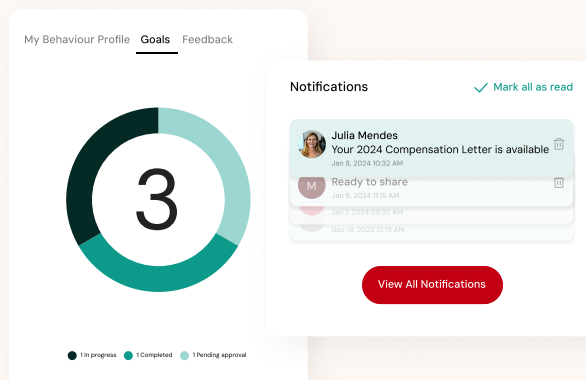 My Behaviour Profile Goals Feedback
3
1 In progress 1 Completed 1 Pending approval
Notifications
Mark all as read
Julia Mendes
Your 2024 Compensation Letter is available
Jan 8, 2024 10:32 AM
M
Ready to share
Jan 6, 2024 11:15 AM
Jan 1, 2024 09:22 AM
Dec 18, 2023 13:15 AM
View All Notifications